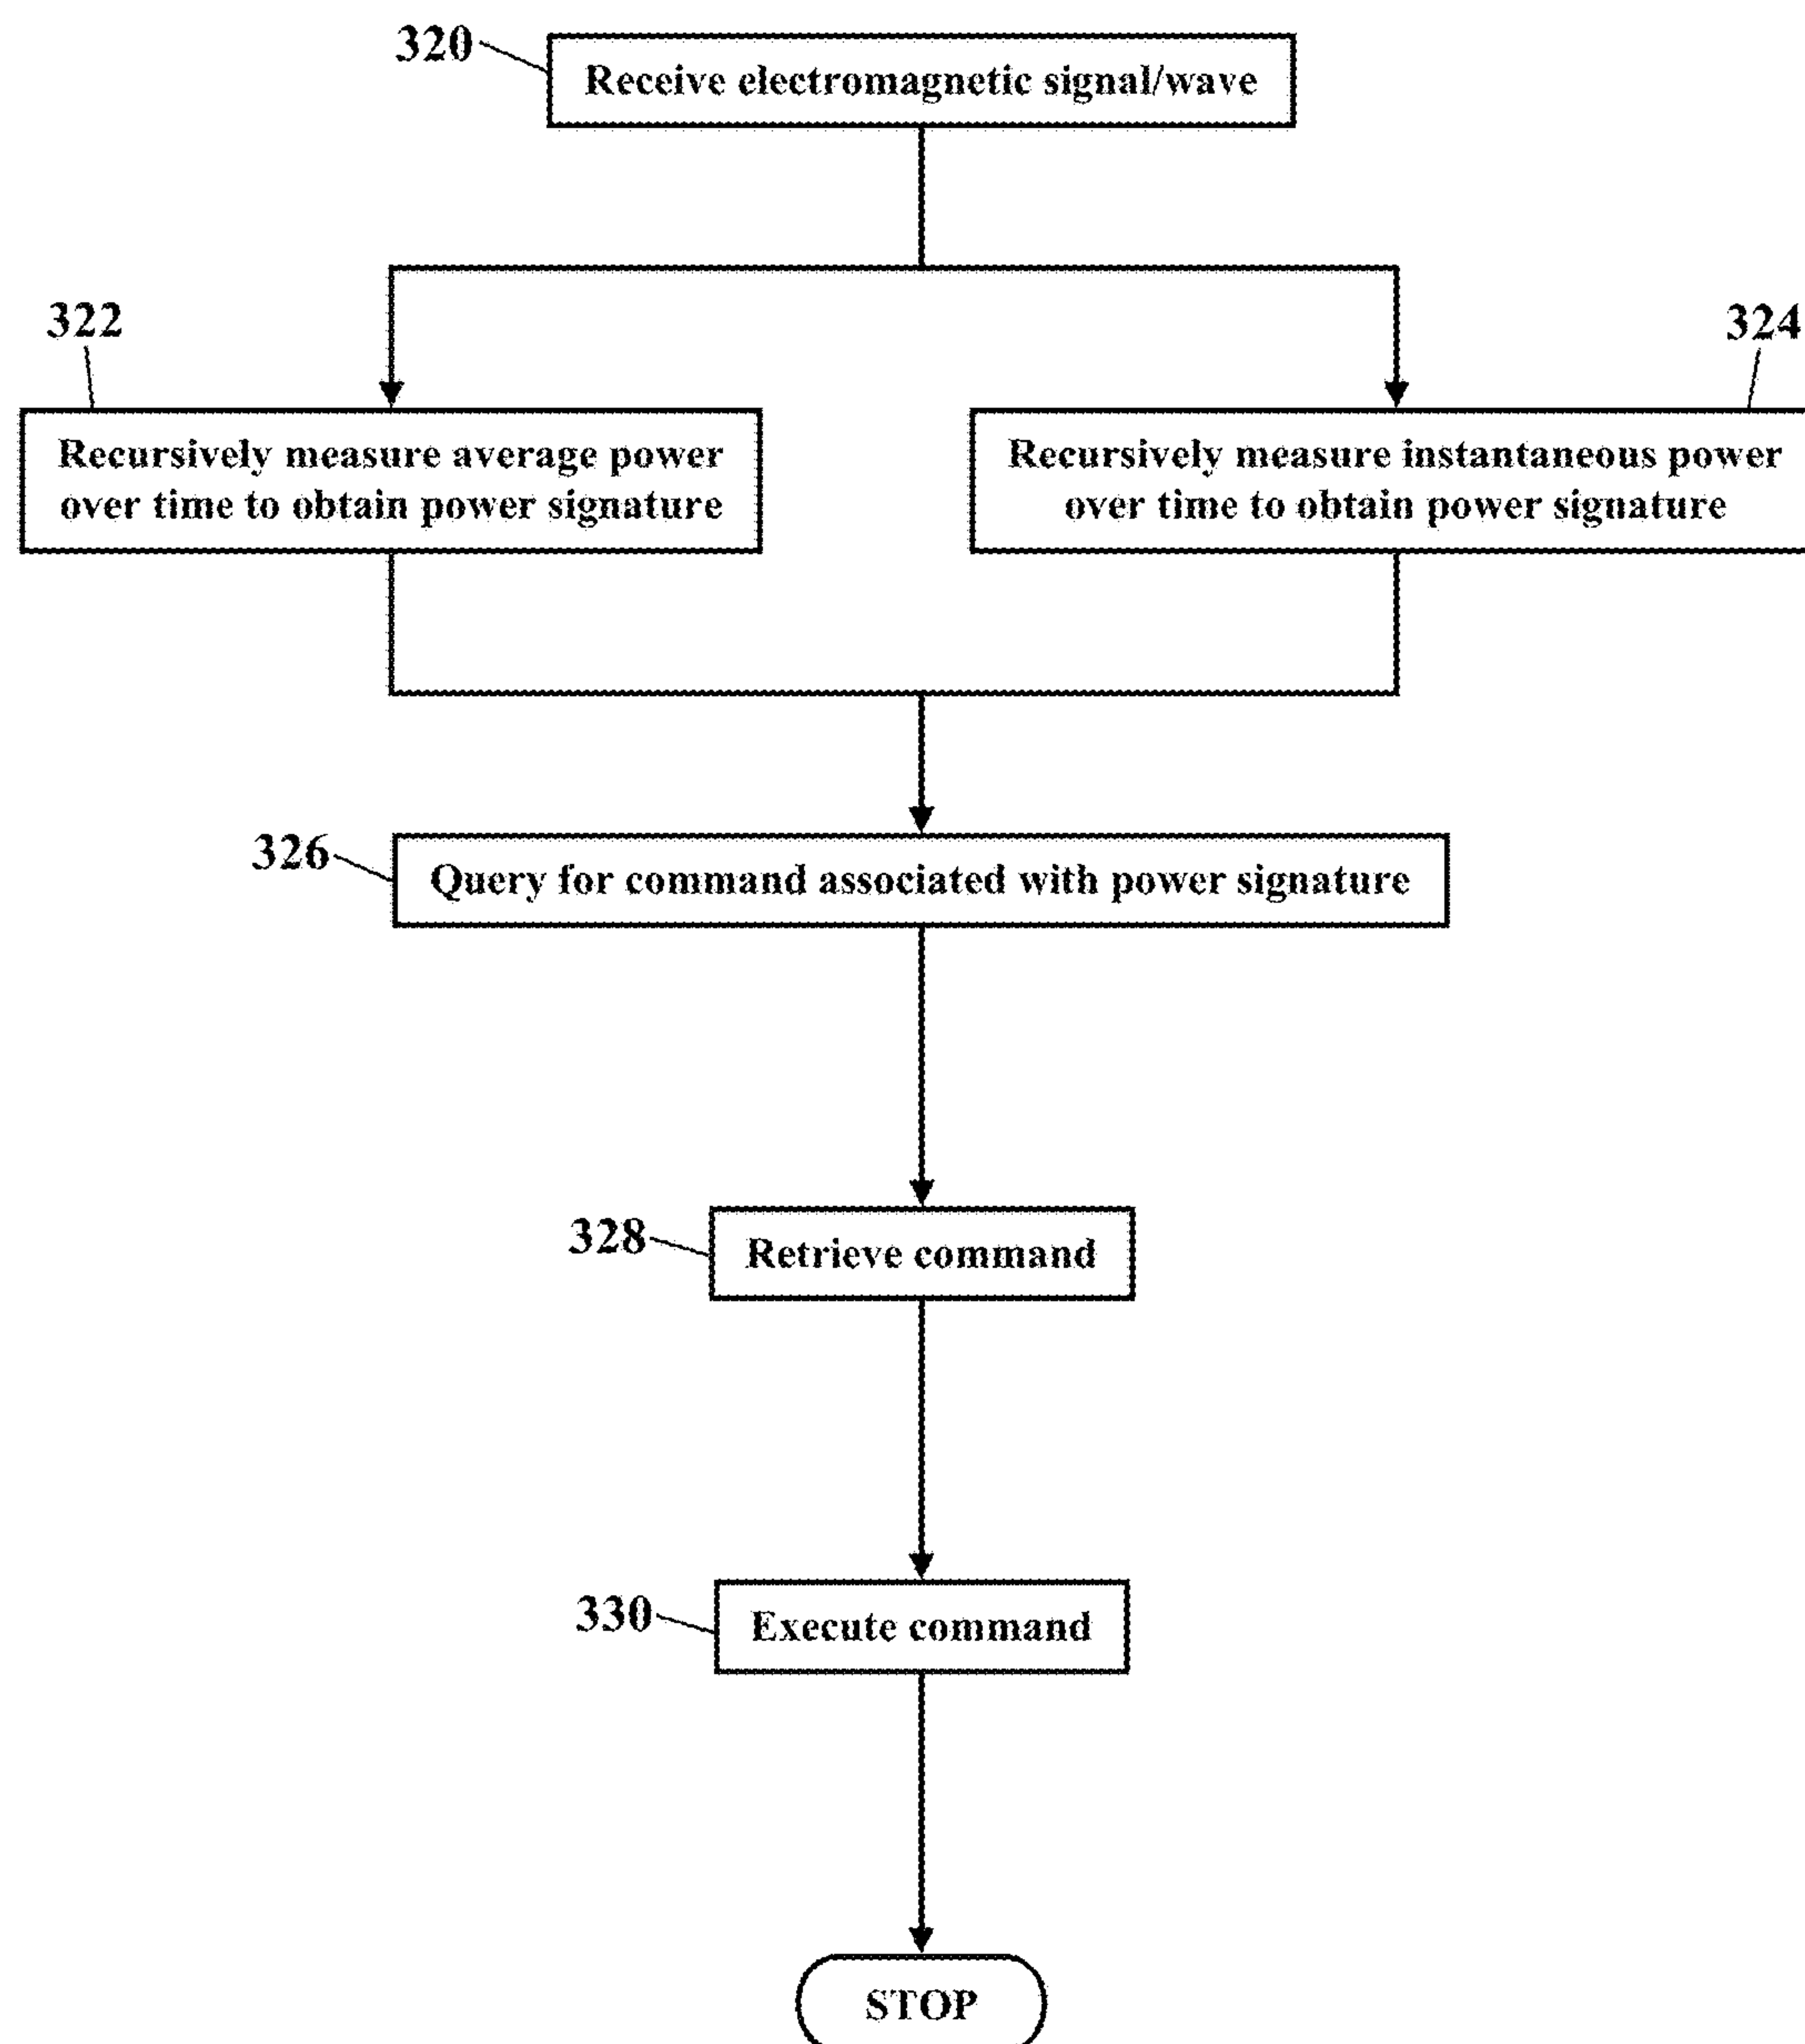 320
Receive electromagnetic signal/wave
322
324
Recursively measure average power
over time to obtain power signature
Recursively measure instantaneous power
over time to obtain power signature
326
Query for command associated with power signature
328
Retrieve command
330
Execute command
STOP